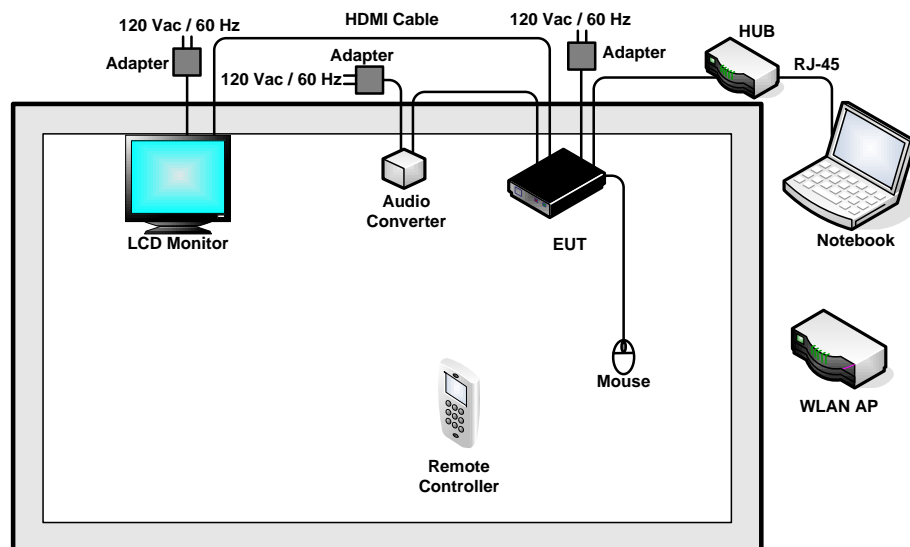 120 Vac / 60 Hz
HDMI Cable
120 Vac / 60 Hz
HUB
Adapter
Adapter
Adapter
120 Vac / 60 Hz
RJ-45
LCD Monitor
Audio
Converter
EUT
Notebook
Mouse
WLAN AP
Remote
Controller